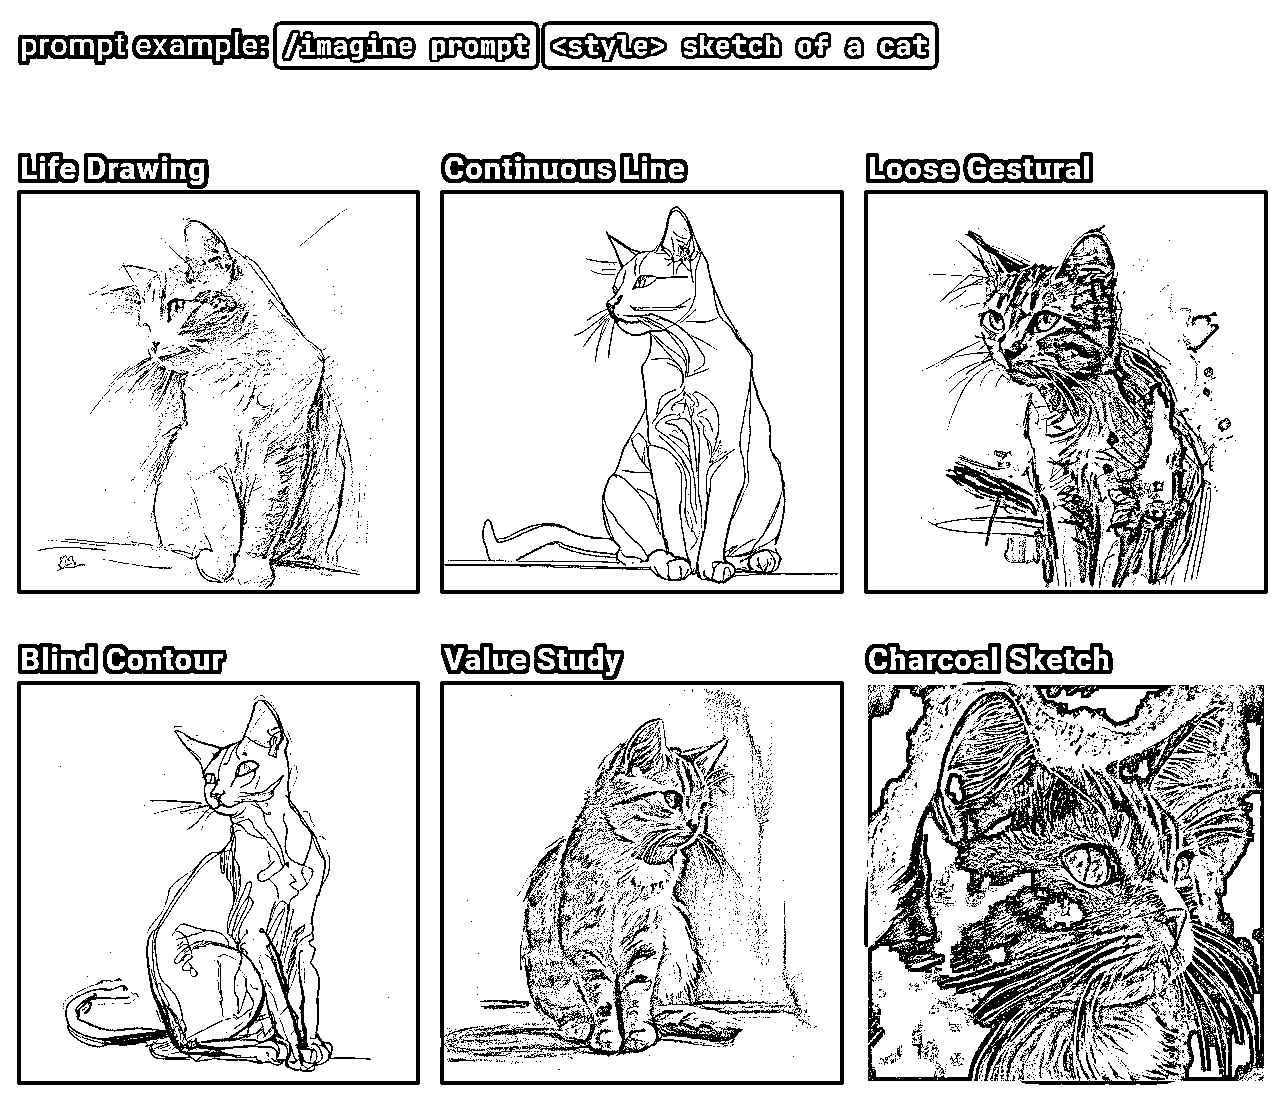 prompt example: /imagine prompt <style> sketch of a cat
Life Drawing
Continuous Line
Loose Gestural
Blind Contour
Value Study
Charcoal Sketch